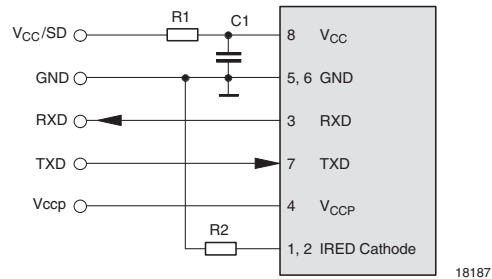 R1 C1
VCC/SD 8 VCC
GND 5, 6 GND
RXD 3 RXD
TXD 7 TXD
Vccp 4 VCCP
R2
1, 2 IRED Cathode
18187